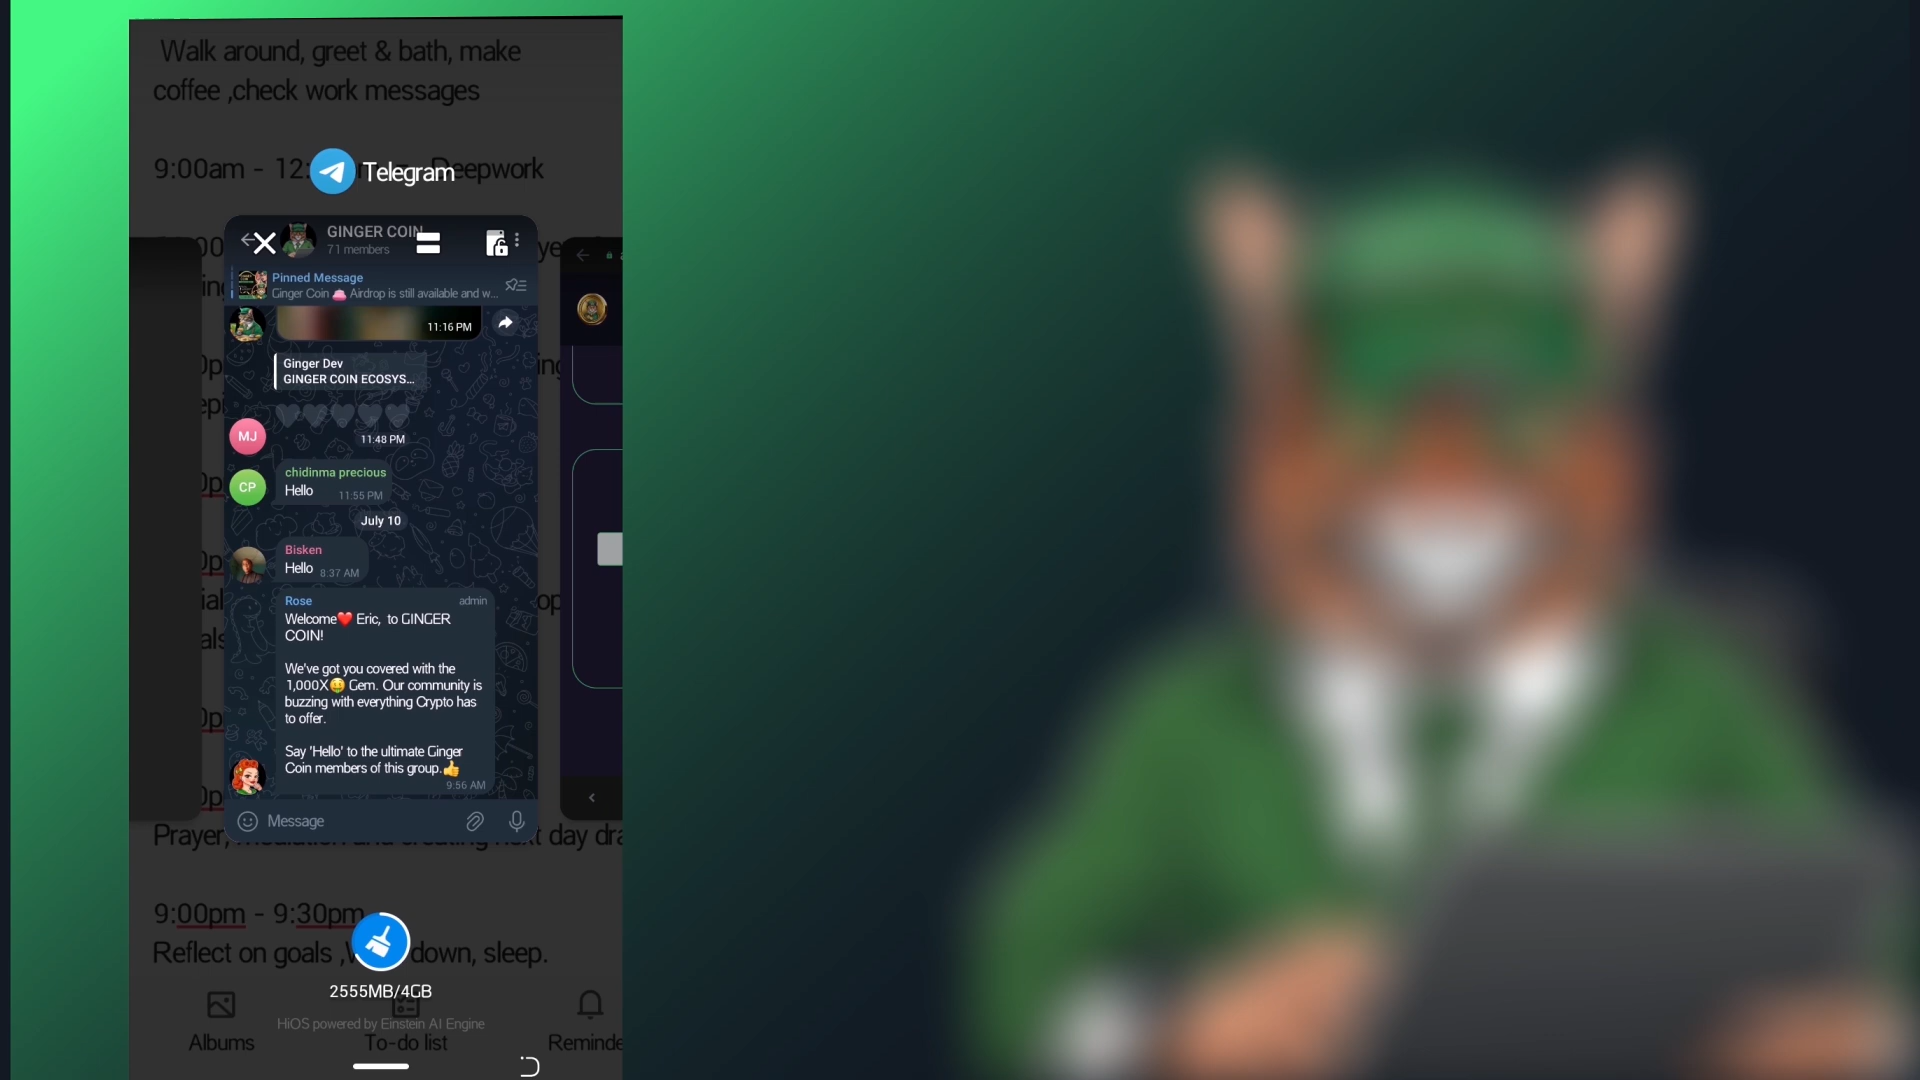 Walk around, greet & bath, make
coffee ,check work messages
9:00am - 12:
Telegram
GINGER COIN
71 members
Pinned Message
Ginger Coin 👛 Airdrop is still available and w...
11:16 PM
Ginger Dev
GINGER COIN ECOSYS...
MJ
11:48 PM
chidinma precious
CP
Hello 11:55 PM
July 10
Bisken
Hello 8:37 AM
Rose admin
Welcome❤️ Eric, to GINGER
COIN!
We've got you covered with the
1,000X🤑 Gem. Our community is
buzzing with everything Crypto has
to offer.
Say 'Hello' to the ultimate Ginger
Coin members of this group.👍
9:56 AM
Message
Prayer,
9:00pm - 9:30pm
Reflect on goals , down, sleep.
2555MB/4GB
HiOS powered by Einstein AI Engine
Albums
To-do list